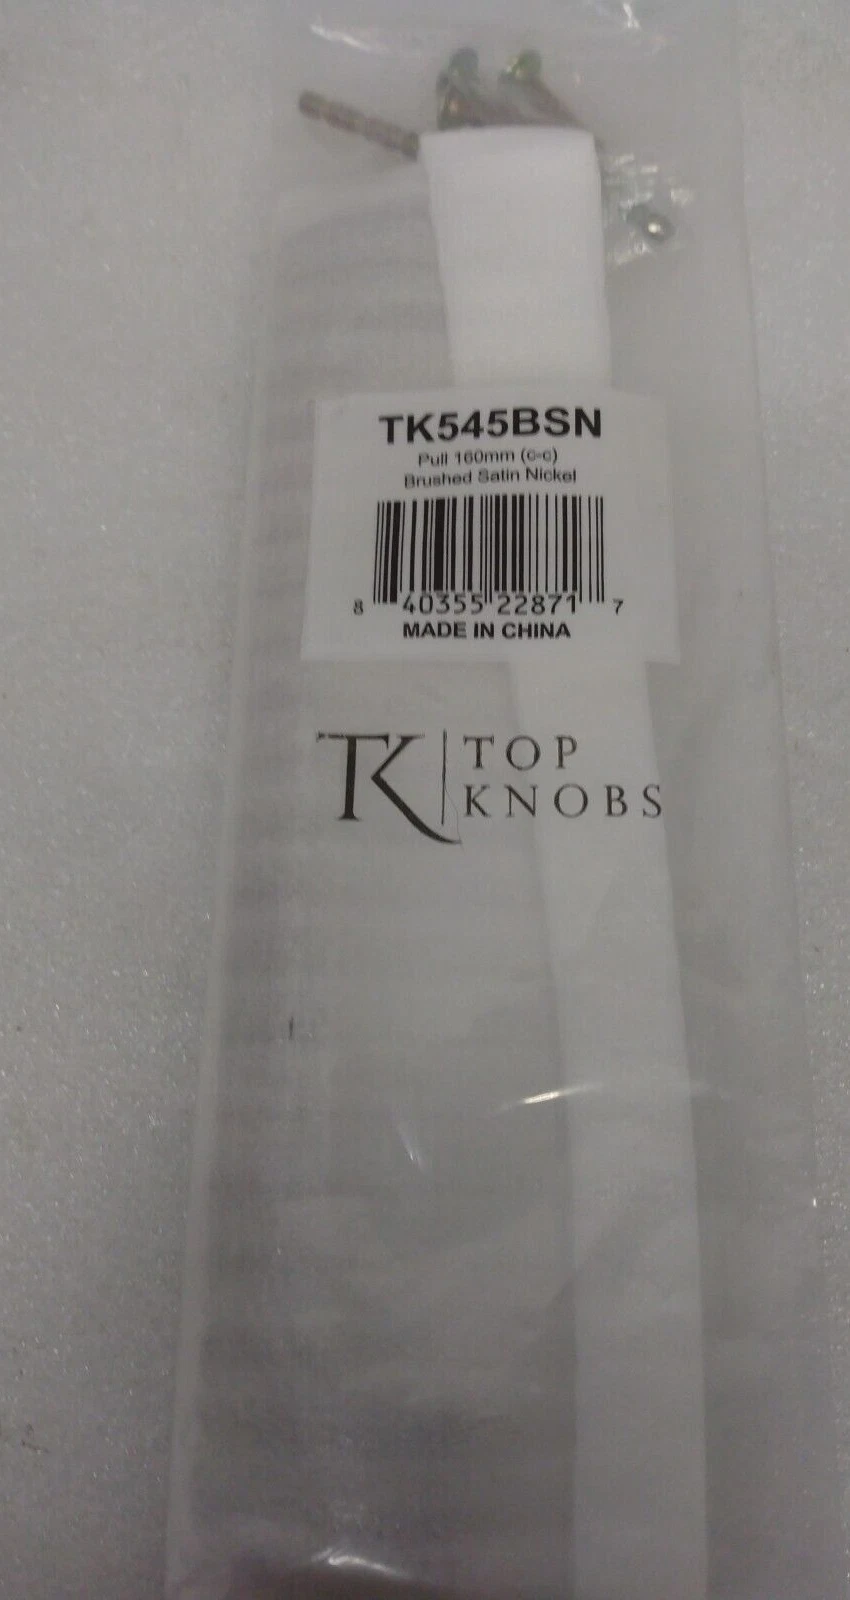 TK545BSN
Pull 160mm (c-c)
Brushed Satin Nickel
8 40355 22871 7
MADE IN CHINA
TK TOP
KNOBS